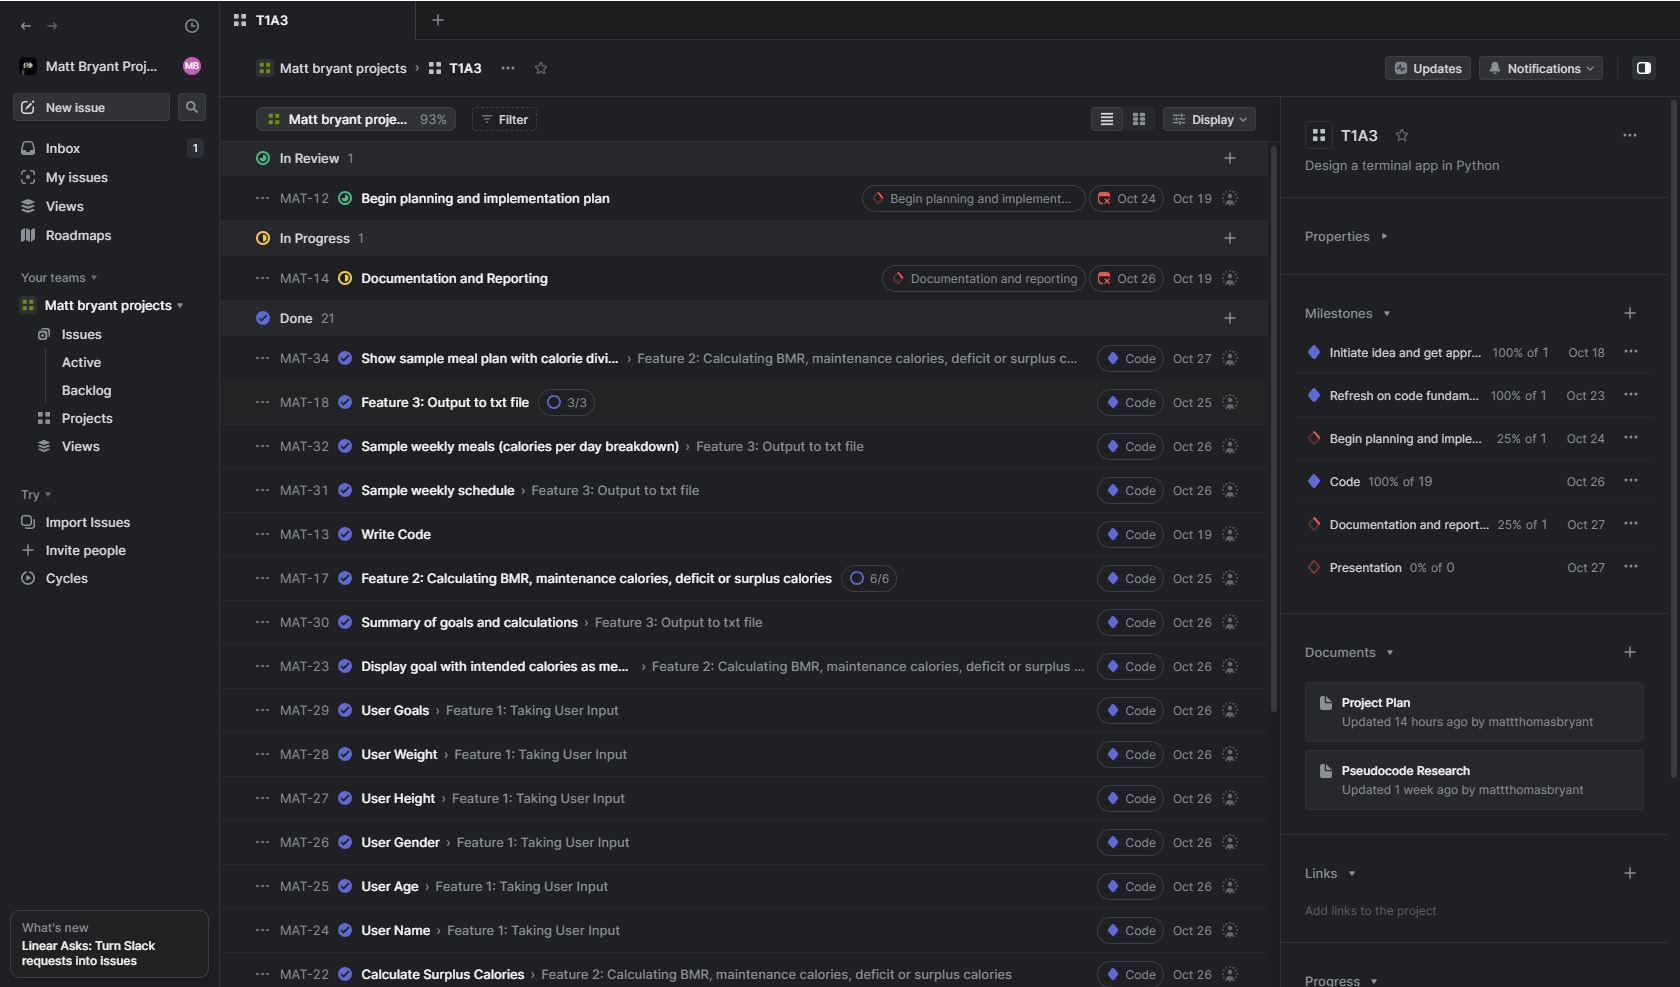 T1A3
Matt Bryant Proj...
MB
Matt bryant projects › T1A3
Updates
Notifications
New issue
Inbox
1
My issues
Views
Roadmaps
Your teams
Matt bryant projects
Issues
Active
Backlog
Projects
Views
Try
Import Issues
Invite people
Cycles
What's new
Linear Asks: Turn Slack
requests into issues
Matt bryant proje... 93%
Filter
Display
In Review 1
MAT-12 Begin planning and implementation plan Begin planning and implement... Oct 24 Oct 19
In Progress 1
MAT-14 Documentation and Reporting Documentation and reporting Oct 26 Oct 19
Done 21
MAT-34 Show sample meal plan with calorie divi... › Feature 2: Calculating BMR, maintenance calories, deficit or surplus c... Code Oct 27
MAT-18 Feature 3: Output to txt file 3/3 Code Oct 25
MAT-32 Sample weekly meals (calories per day breakdown) › Feature 3: Output to txt file Code Oct 26
MAT-31 Sample weekly schedule › Feature 3: Output to txt file Code Oct 26
MAT-13 Write Code Code Oct 19
MAT-17 Feature 2: Calculating BMR, maintenance calories, deficit or surplus calories 6/6 Code Oct 25
MAT-30 Summary of goals and calculations › Feature 3: Output to txt file Code Oct 26
MAT-23 Display goal with intended calories as me... › Feature 2: Calculating BMR, maintenance calories, deficit or surplus ... Code Oct 26
MAT-29 User Goals › Feature 1: Taking User Input Code Oct 26
MAT-28 User Weight › Feature 1: Taking User Input Code Oct 26
MAT-27 User Height › Feature 1: Taking User Input Code Oct 26
MAT-26 User Gender › Feature 1: Taking User Input Code Oct 26
MAT-25 User Age › Feature 1: Taking User Input Code Oct 26
MAT-24 User Name › Feature 1: Taking User Input Code Oct 26
MAT-22 Calculate Surplus Calories › Feature 2: Calculating BMR, maintenance calories, deficit or surplus calories Code Oct 26
T1A3
Design a terminal app in Python
Properties
Milestones
Initiate idea and get appr... 100% of 1 Oct 18
Refresh on code fundam... 100% of 1 Oct 23
Begin planning and imple... 25% of 1 Oct 24
Code 100% of 19 Oct 26
Documentation and report... 25% of 1 Oct 27
Presentation 0% of 0 Oct 27
Documents
Project Plan
Updated 14 hours ago by mattthomasbryant
Pseudocode Research
Updated 1 week ago by mattthomasbryant
Links
Add links to the project
Progress